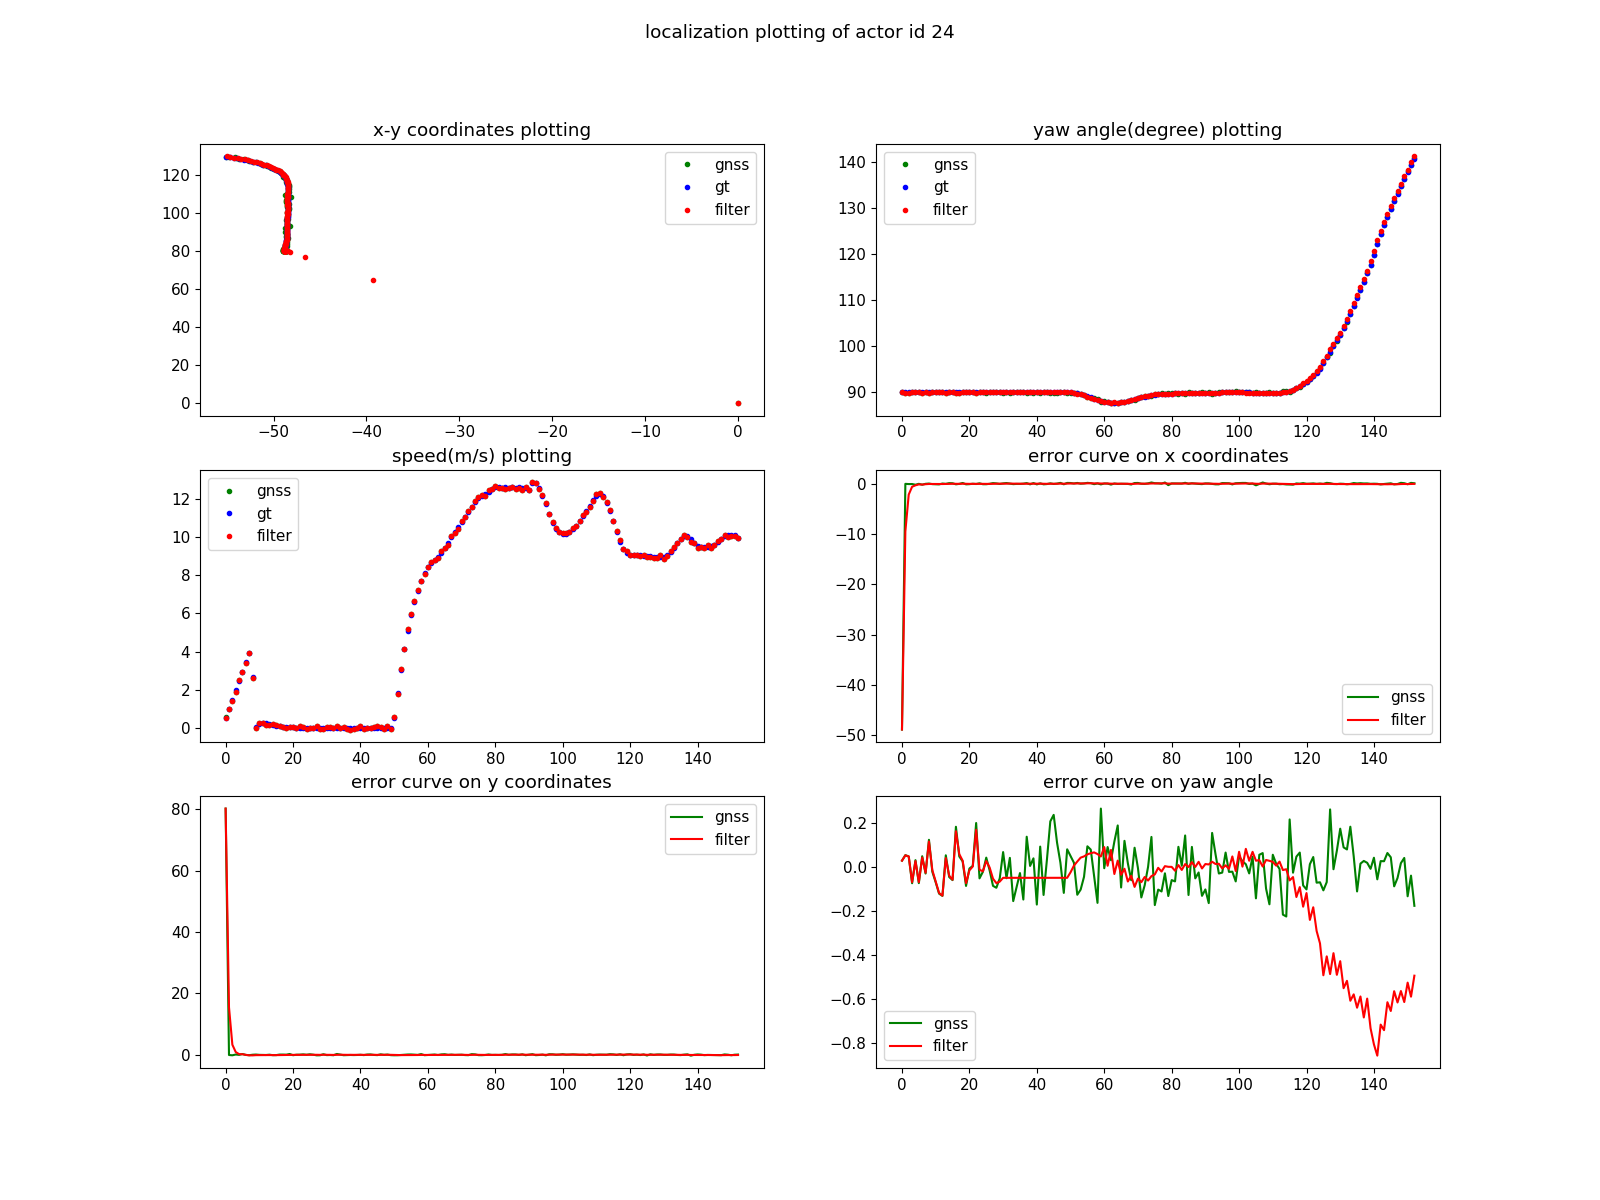 localization plotting of actor id 24
x-y coordinates plotting
gnss
gt
filter
120
100
80
60
40
20
0
−50 −40 −30 −20 −10 0
yaw angle(degree) plotting
gnss
gt
filter
140
130
120
110
100
90
0 20 40 60 80 100 120 140
speed(m/s) plotting
gnss
gt
filter
12
10
8
6
4
2
0
0 20 40 60 80 100 120 140
error curve on x coordinates
0
−10
−20
−30
−40
−50
gnss
filter
0 20 40 60 80 100 120 140
error curve on y coordinates
gnss
filter
80
60
40
20
0
0 20 40 60 80 100 120 140
error curve on yaw angle
0.2
0.0
−0.2
−0.4
−0.6
−0.8
gnss
filter
0 20 40 60 80 100 120 140